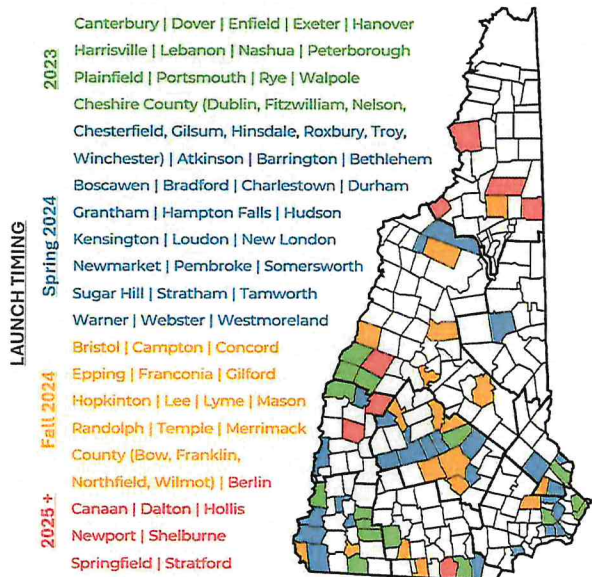 LAUNCH TIMING
2023
Canterbury | Dover | Enfield | Exeter | Hanover
Harrisville | Lebanon | Nashua | Peterborough
Plainfield | Portsmouth | Rye | Walpole
Cheshire County (Dublin, Fitzwilliam, Nelson,
Spring 2024
Chesterfield, Gilsum, Hinsdale, Roxbury, Troy,
Winchester) | Atkinson | Barrington | Bethlehem
Boscawen | Bradford | Charlestown | Durham
Grantham | Hampton Falls | Hudson
Kensington | Loudon | New London
Newmarket | Pembroke | Somersworth
Sugar Hill | Stratham | Tamworth
Warner | Webster | Westmoreland
Fall 2024
Bristol | Campton | Concord
Epping | Franconia | Gilford
Hopkinton | Lee | Lyme | Mason
Randolph | Temple | Merrimack
County (Bow, Franklin,
Northfield, Wilmot) | Berlin
2025 +
Canaan | Dalton | Hollis
Newport | Shelburne
Springfield | Stratford